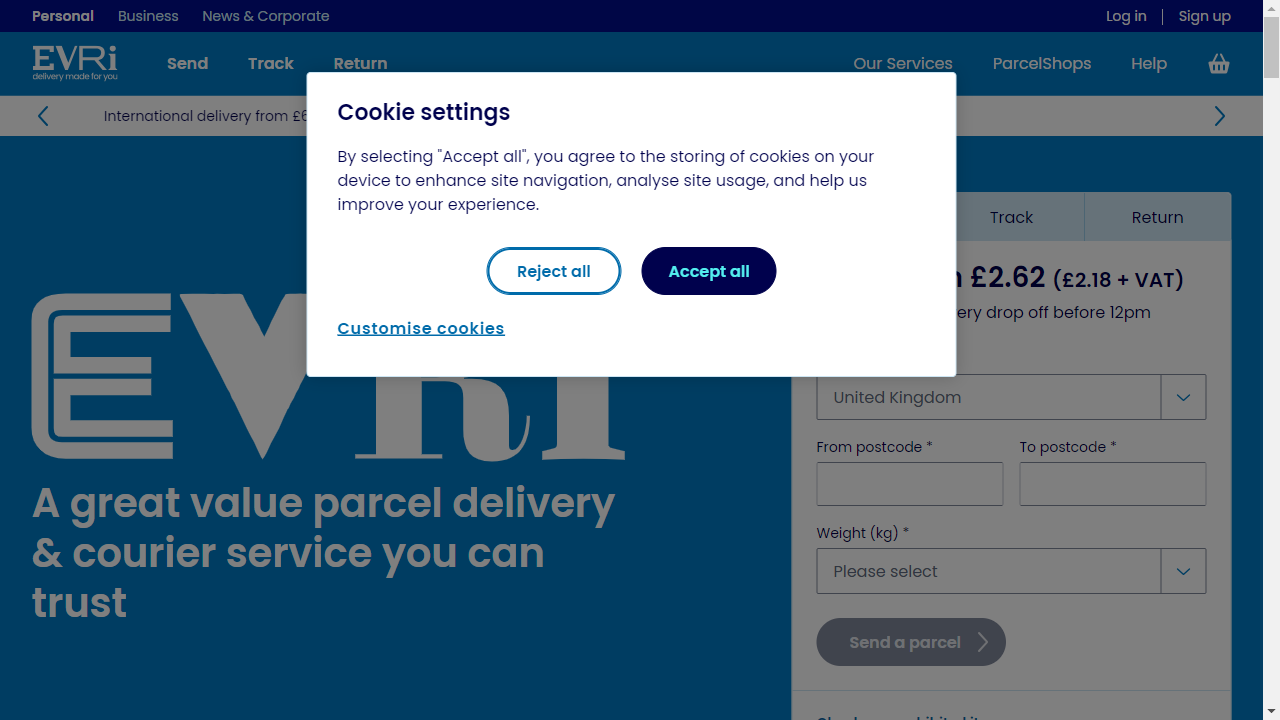 Personal Business News & Corporate Log in Sign up
EVRi
delivery made for you
Send Track Return Our Services ParcelShops Help
International delivery from £6
Cookie settings
By selecting "Accept all", you agree to the storing of cookies on your
device to enhance site navigation, analyse site usage, and help us
improve your experience.
Reject all Accept all
Customise cookies
Track Return
£2.62 (£2.18 + VAT)
drop off before 12pm
United Kingdom
From postcode * To postcode *
Weight (kg) *
Please select
Send a parcel
EVRi
A great value parcel delivery
& courier service you can
trust